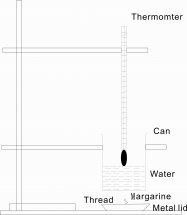 Thermomter
Can
Water
Margarine
Thread
Metal lid